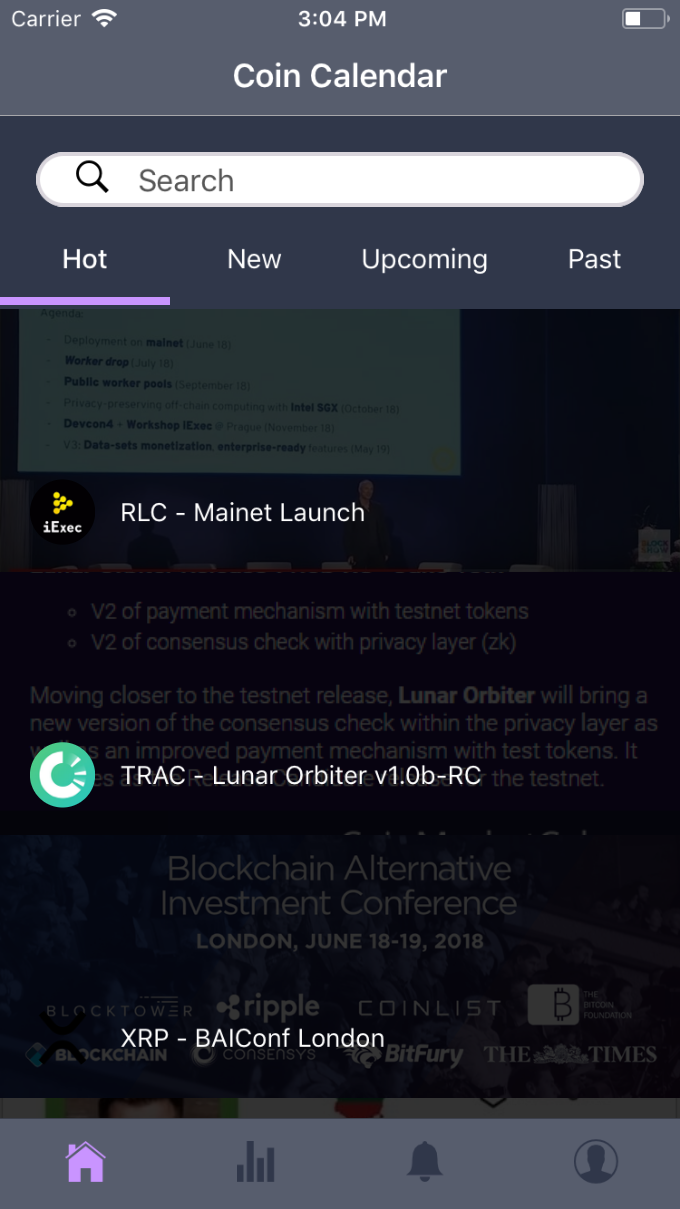 Carrier
3:04 PM
Coin Calendar
Search
Hot
New
Upcoming
Past
Agenda:
- Deployment on mainet (June 18)
- Worker drop (July 18)
- Public worker pools (September 18)
- Privacy-preserving off-chain computing with Intel SGX (October 18)
- Devcon4 - Workshop iExec @ Prague (November 18)
- V3: Data-sets monetization, enterprise-ready features (May 19)
iExec
RLC - Mainet Launch
V2 of payment mechanism with testnet tokens
V2 of consensus check with privacy layer (zk)
Moving closer to the testnet release, Lunar Orbiter will bring a
new version of the consensus check within the privacy layer as
well as an improved payment mechanism with test tokens. It
TRAC - Lunar Orbiter v1.0b-RC
the testnet.
Blockchain Alternative
Investment Conference
LONDON, JUNE 18-19, 2018
BLOCKTOWER
ripple
COINLIST
THE
BITCOIN
FOUNDATION
XRP - BAIConf London
BLOCKCHAIN
CONSENSYS
BitFury
THE TIMES